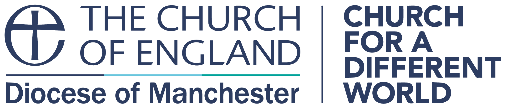 THE CHURCH
OF ENGLAND
Diocese of Manchester
CHURCH
FOR A
DIFFERENT
WORLD